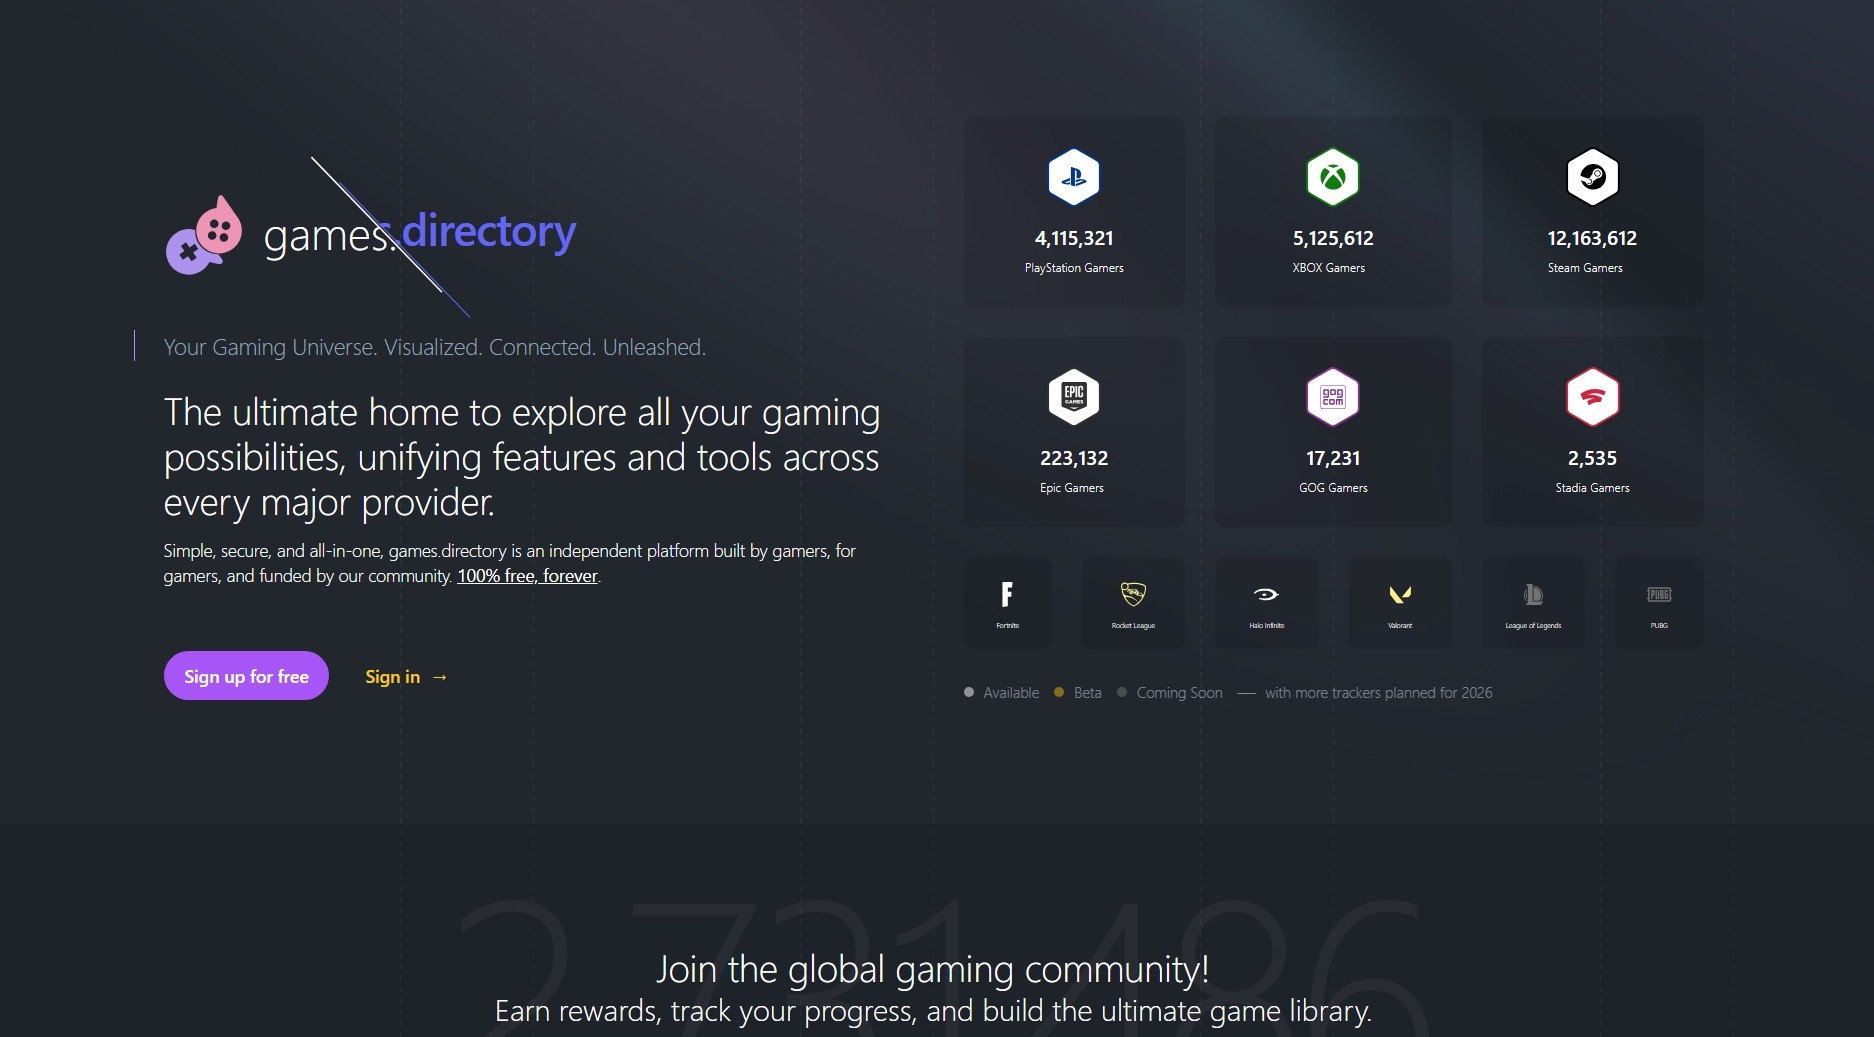 games.directory
Your Gaming Universe. Visualized. Connected. Unleashed.
The ultimate home to explore all your gaming
possibilities, unifying features and tools across
every major provider.
Simple, secure, and all-in-one, games.directory is an independent platform built by gamers, for
gamers, and funded by our community. 100% free, forever.
Sign up for free
Sign in →
4,115,321
PlayStation Gamers
5,125,612
XBOX Gamers
12,163,612
Steam Gamers
EPIC
GAMES
223,132
Epic Gamers
gog
com
17,231
GOG Gamers
2,535
Stadia Gamers
Fortnite
Rocket League
Halo Infinite
Valorant
League of Legends
PUBG
PUBG
Available
Beta
Coming Soon
with more trackers planned for 2026
2,731,486
Join the global gaming community!
Earn rewards, track your progress, and build the ultimate game library.